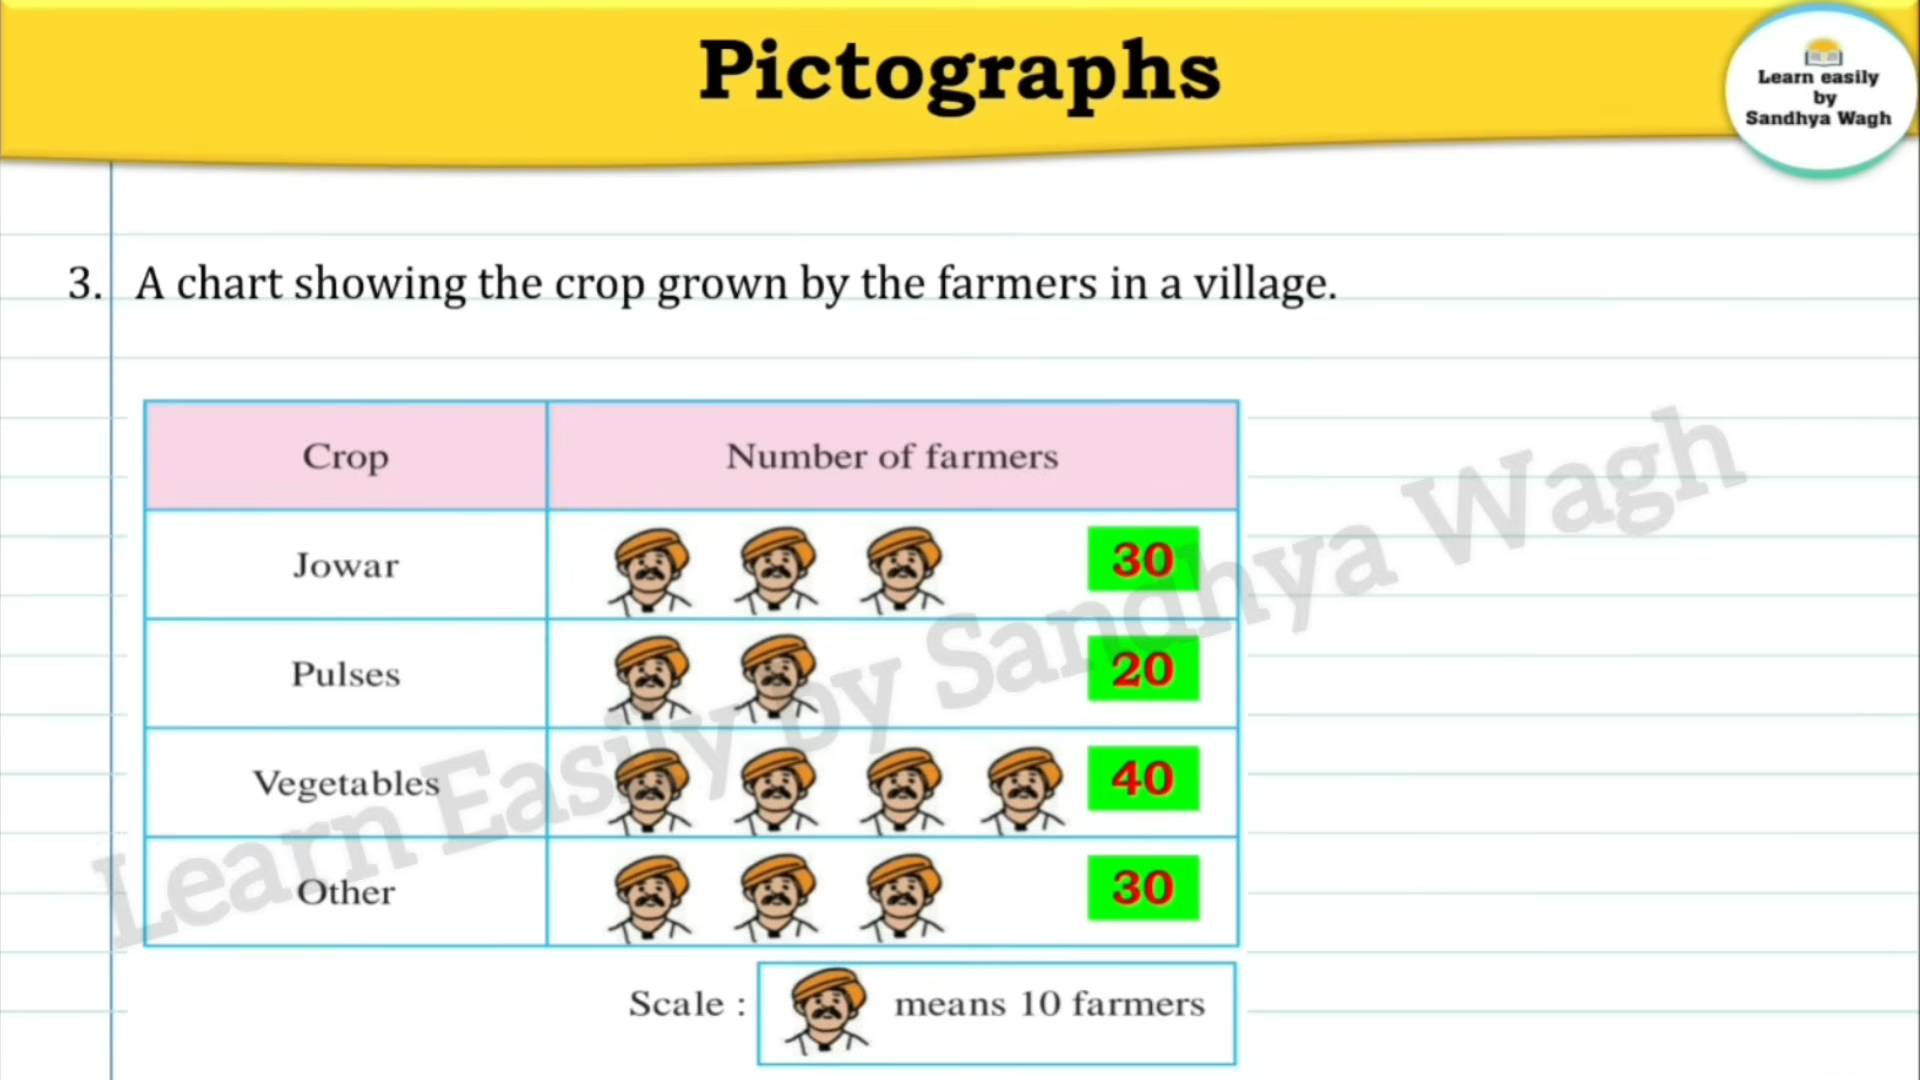 Pictographs
Learn easily
by
Sandhya Wagh
3. A chart showing the crop grown by the farmers in a village.
Crop Number of farmers
Jowar 30
Pulses 20
Vegetables 40
Other 30
Scale : means 10 farmers
Learn Easily by Sandhya Wagh